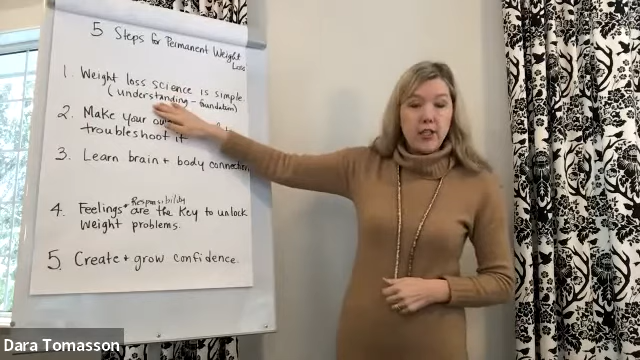 5 Steps for Permanent Weight
Loss
1. Weight loss science is simple.
(understanding - foundation)
2. Make your
troubleshoot it
3. Learn brain + body connection
Responsibility
4. Feelings + are the key to unlock
weight problems.
5. Create + grow confidence.
Dara Tomasson